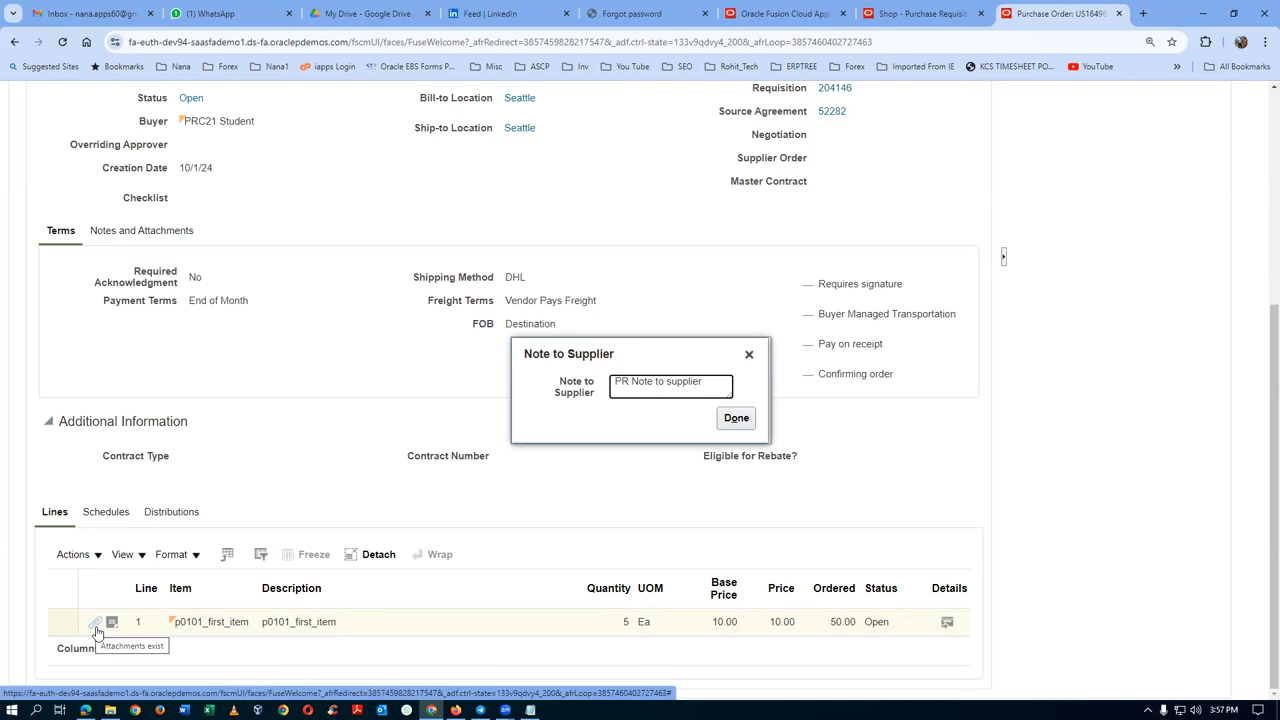 Inbox (444) - nana.apps60@gm
(1) WhatsApp
My Drive - Google Drive
Feed | LinkedIn
Forgot password
Oracle Fusion Cloud App
Shop - Purchase Requisiti
Purchase Order: US16496
fa-euth-dev94-saasfademo1.ds-fa.oraclepdemos.com/fscmUI/faces/FuseWelcome?_afrRedirect=3857459828217547&_adf.ctrl-state=133v9qdvy4_200&_afrLoop=3857460402727463
Suggested Sites
Bookmarks
Nana
Forex
Nana1
iapps Login
Oracle EBS Forms P...
Misc
ASCP
Inv
You Tube
SEO
Rohit_Tech
ERPTREE
Forex
Imported From IE
KCS TIMESHEET PO...
YouTube
»
All Bookmarks
Status Open
Bill-to Location Seattle
Requisition 204146
Buyer PRC21 Student
Ship-to Location Seattle
Source Agreement 52282
Overriding Approver
Negotiation
Creation Date 10/1/24
Supplier Order
Checklist
Master Contract
Terms Notes and Attachments
Required
Acknowledgment No
Shipping Method DHL
Requires signature
Payment Terms End of Month
Freight Terms Vendor Pays Freight
Buyer Managed Transportation
FOB Destination
Pay on receipt
Confirming order
Note to Supplier
Note to
Supplier
PR Note to supplier
Done
Additional Information
Contract Type
Contract Number
Eligible for Rebate?
Lines Schedules Distributions
Actions View Format Freeze Detach Wrap
Line Item Description Quantity UOM Base
Price Price Ordered Status Details
1 p0101_first_item p0101_first_item 5 Ea 10.00 10.00 50.00 Open
Column
Attachments exist
https://fa-euth-dev94-saasfademo1.ds-fa.oraclepdemos.com/fscmUI/faces/FuseWelcome?_afrRedirect=3857459828217547&_adf.ctrl-state=133v9qdvy4_200&_afrLoop=3857460402727463#
3:57 PM